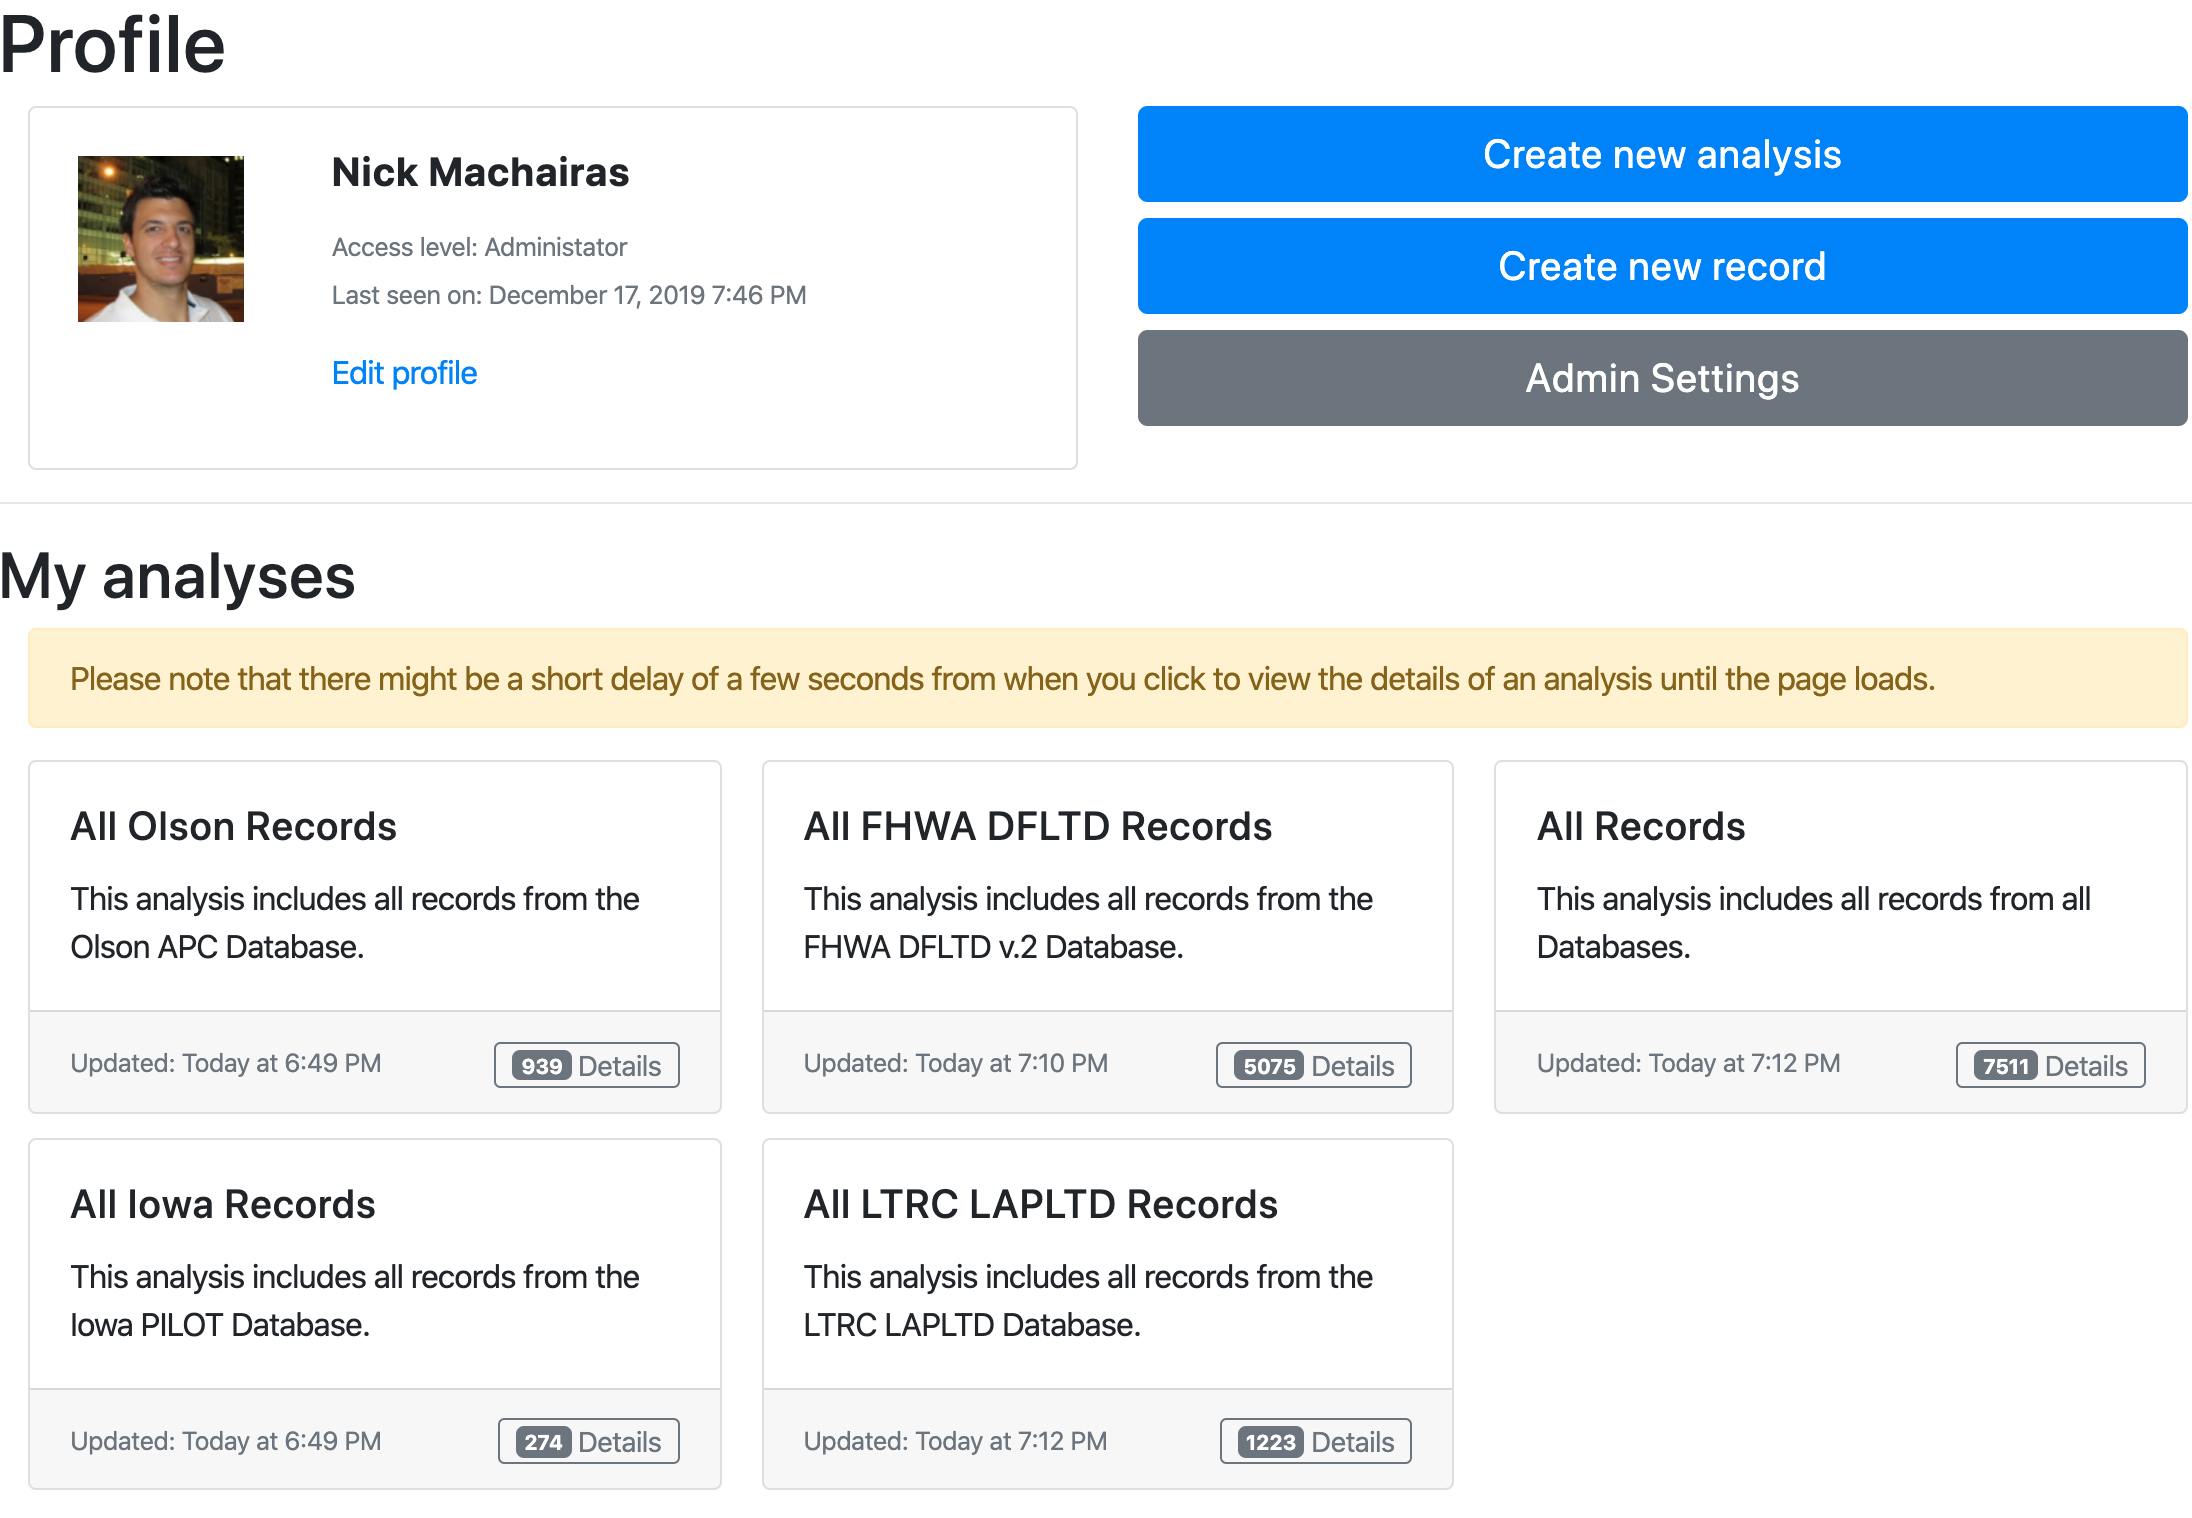 Profile
Nick Machairas
Access level: Administator
Last seen on: December 17, 2019 7:46 PM
Edit profile
Create new analysis
Create new record
Admin Settings
My analyses
Please note that there might be a short delay of a few seconds from when you click to view the details of an analysis until the page loads.
All Olson Records
This analysis includes all records from the
Olson APC Database.
Updated: Today at 6:49 PM
939 Details
All FHWA DFLTD Records
This analysis includes all records from the
FHWA DFLTD v.2 Database.
Updated: Today at 7:10 PM
5075 Details
All Records
This analysis includes all records from all
Databases.
Updated: Today at 7:12 PM
7511 Details
All Iowa Records
This analysis includes all records from the
Iowa PILOT Database.
Updated: Today at 6:49 PM
274 Details
All LTRC LAPLTD Records
This analysis includes all records from the
LTRC LAPLTD Database.
Updated: Today at 7:12 PM
1223 Details